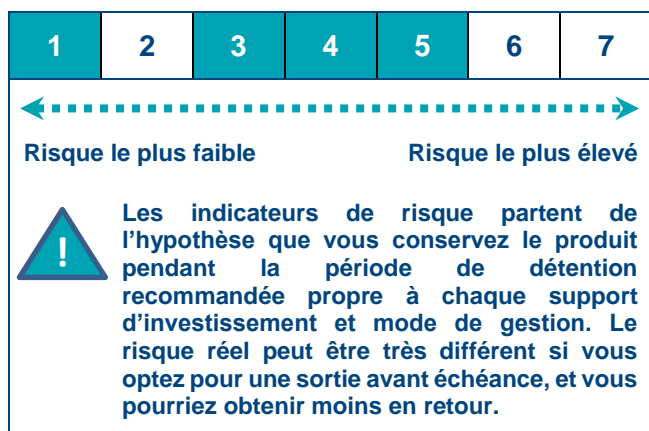 1 2 3 4 5 6 7
Risque le plus faible Risque le plus élevé
Les indicateurs de risque partent de
l'hypothèse que vous conservez le produit
pendant la période de détention
recommandée propre à chaque support
d'investissement et mode de gestion. Le
risque réel peut être très différent si vous
optez pour une sortie avant échéance, et vous
pourriez obtenir moins en retour.
!